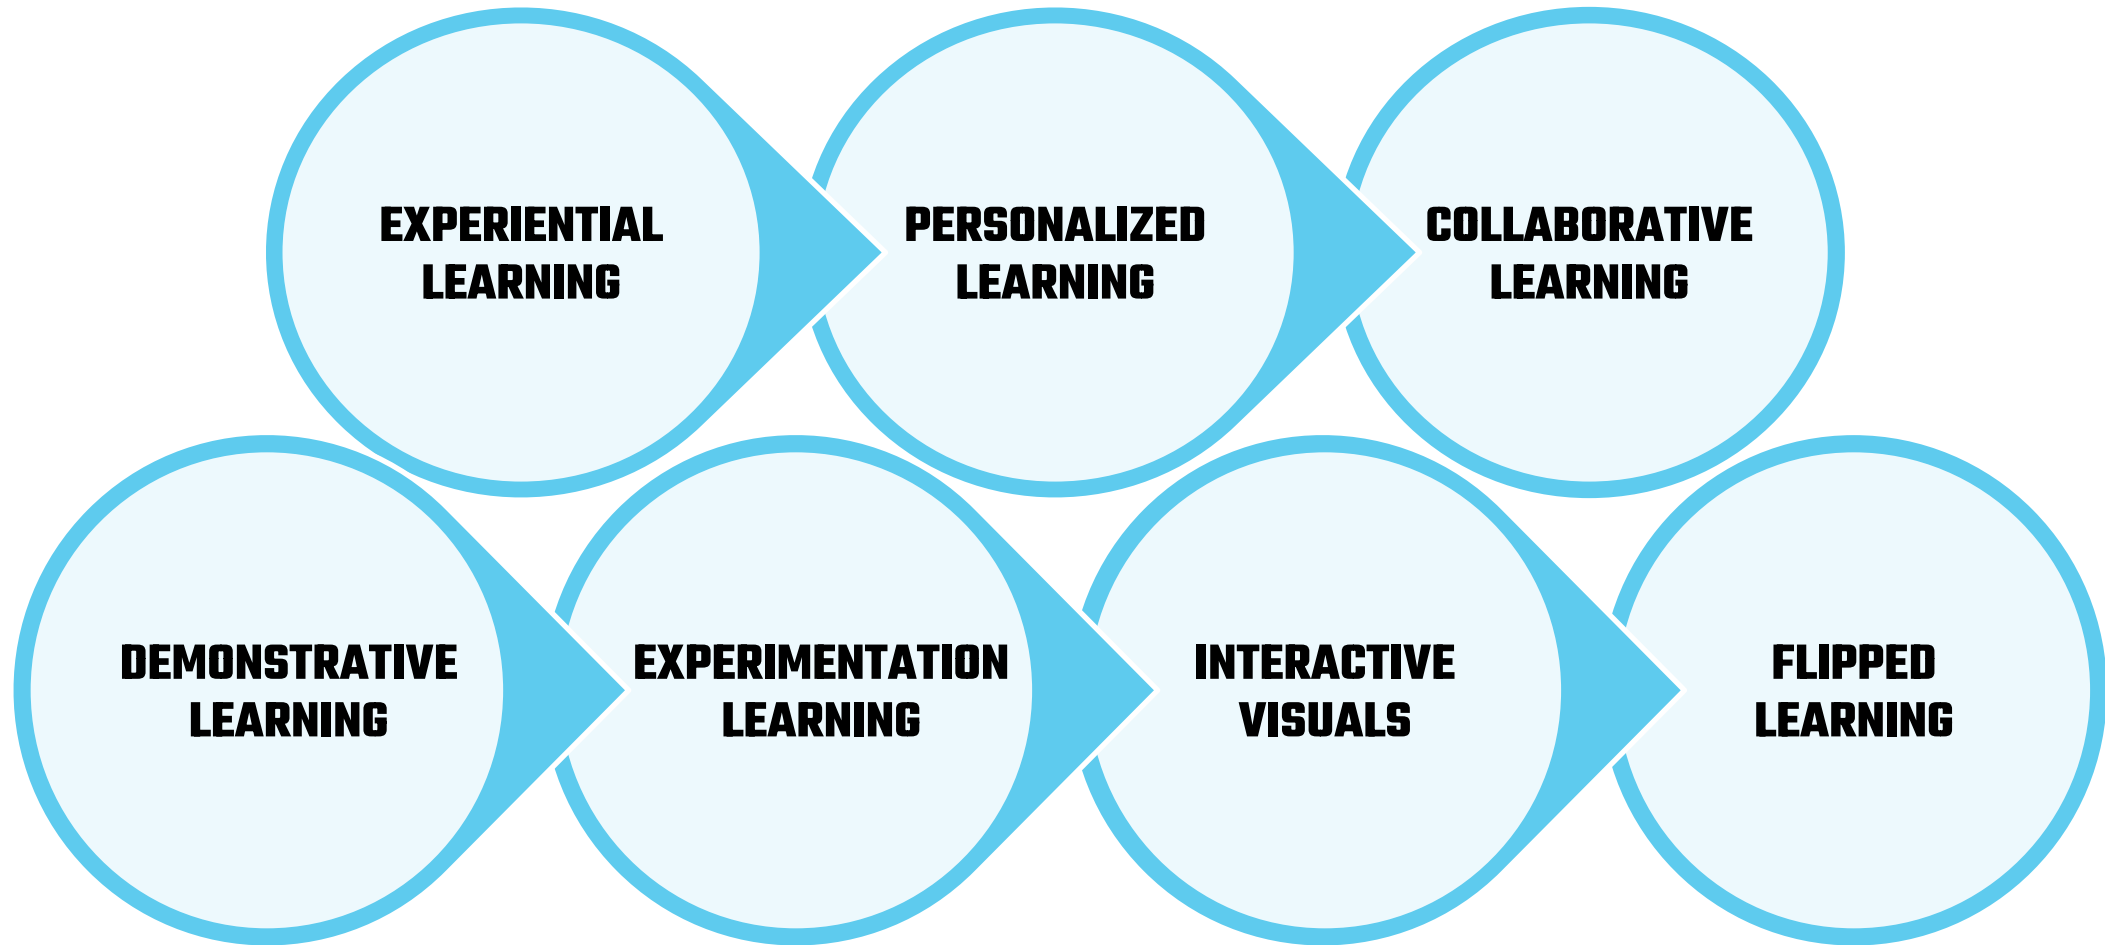 EXPERIENTIAL
LEARNING
PERSONALIZED
LEARNING
COLLABORATIVE
LEARNING
DEMONSTRATIVE
LEARNING
EXPERIMENTATION
LEARNING
INTERACTIVE
VISUALS
FLIPPED
LEARNING